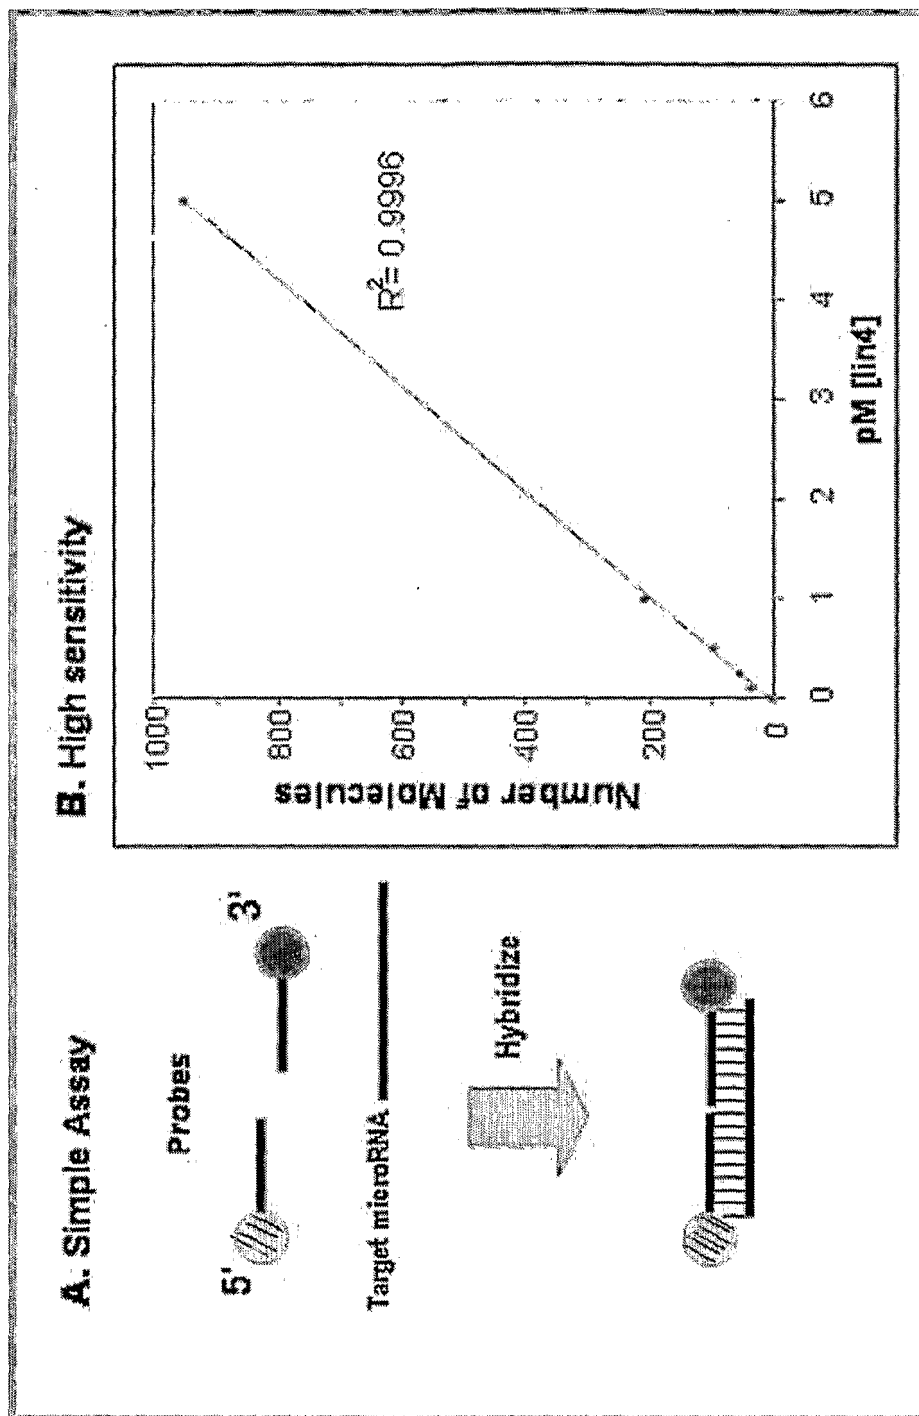 A. Simple Assay
Probes
5'
3'
Target microRNA
Hybridize
B. High sensitivity
Number of Molecules
1000
800
600
400
200
0
R²= 0.9996
0 1 2 3 4 5 6
pM [lin4]